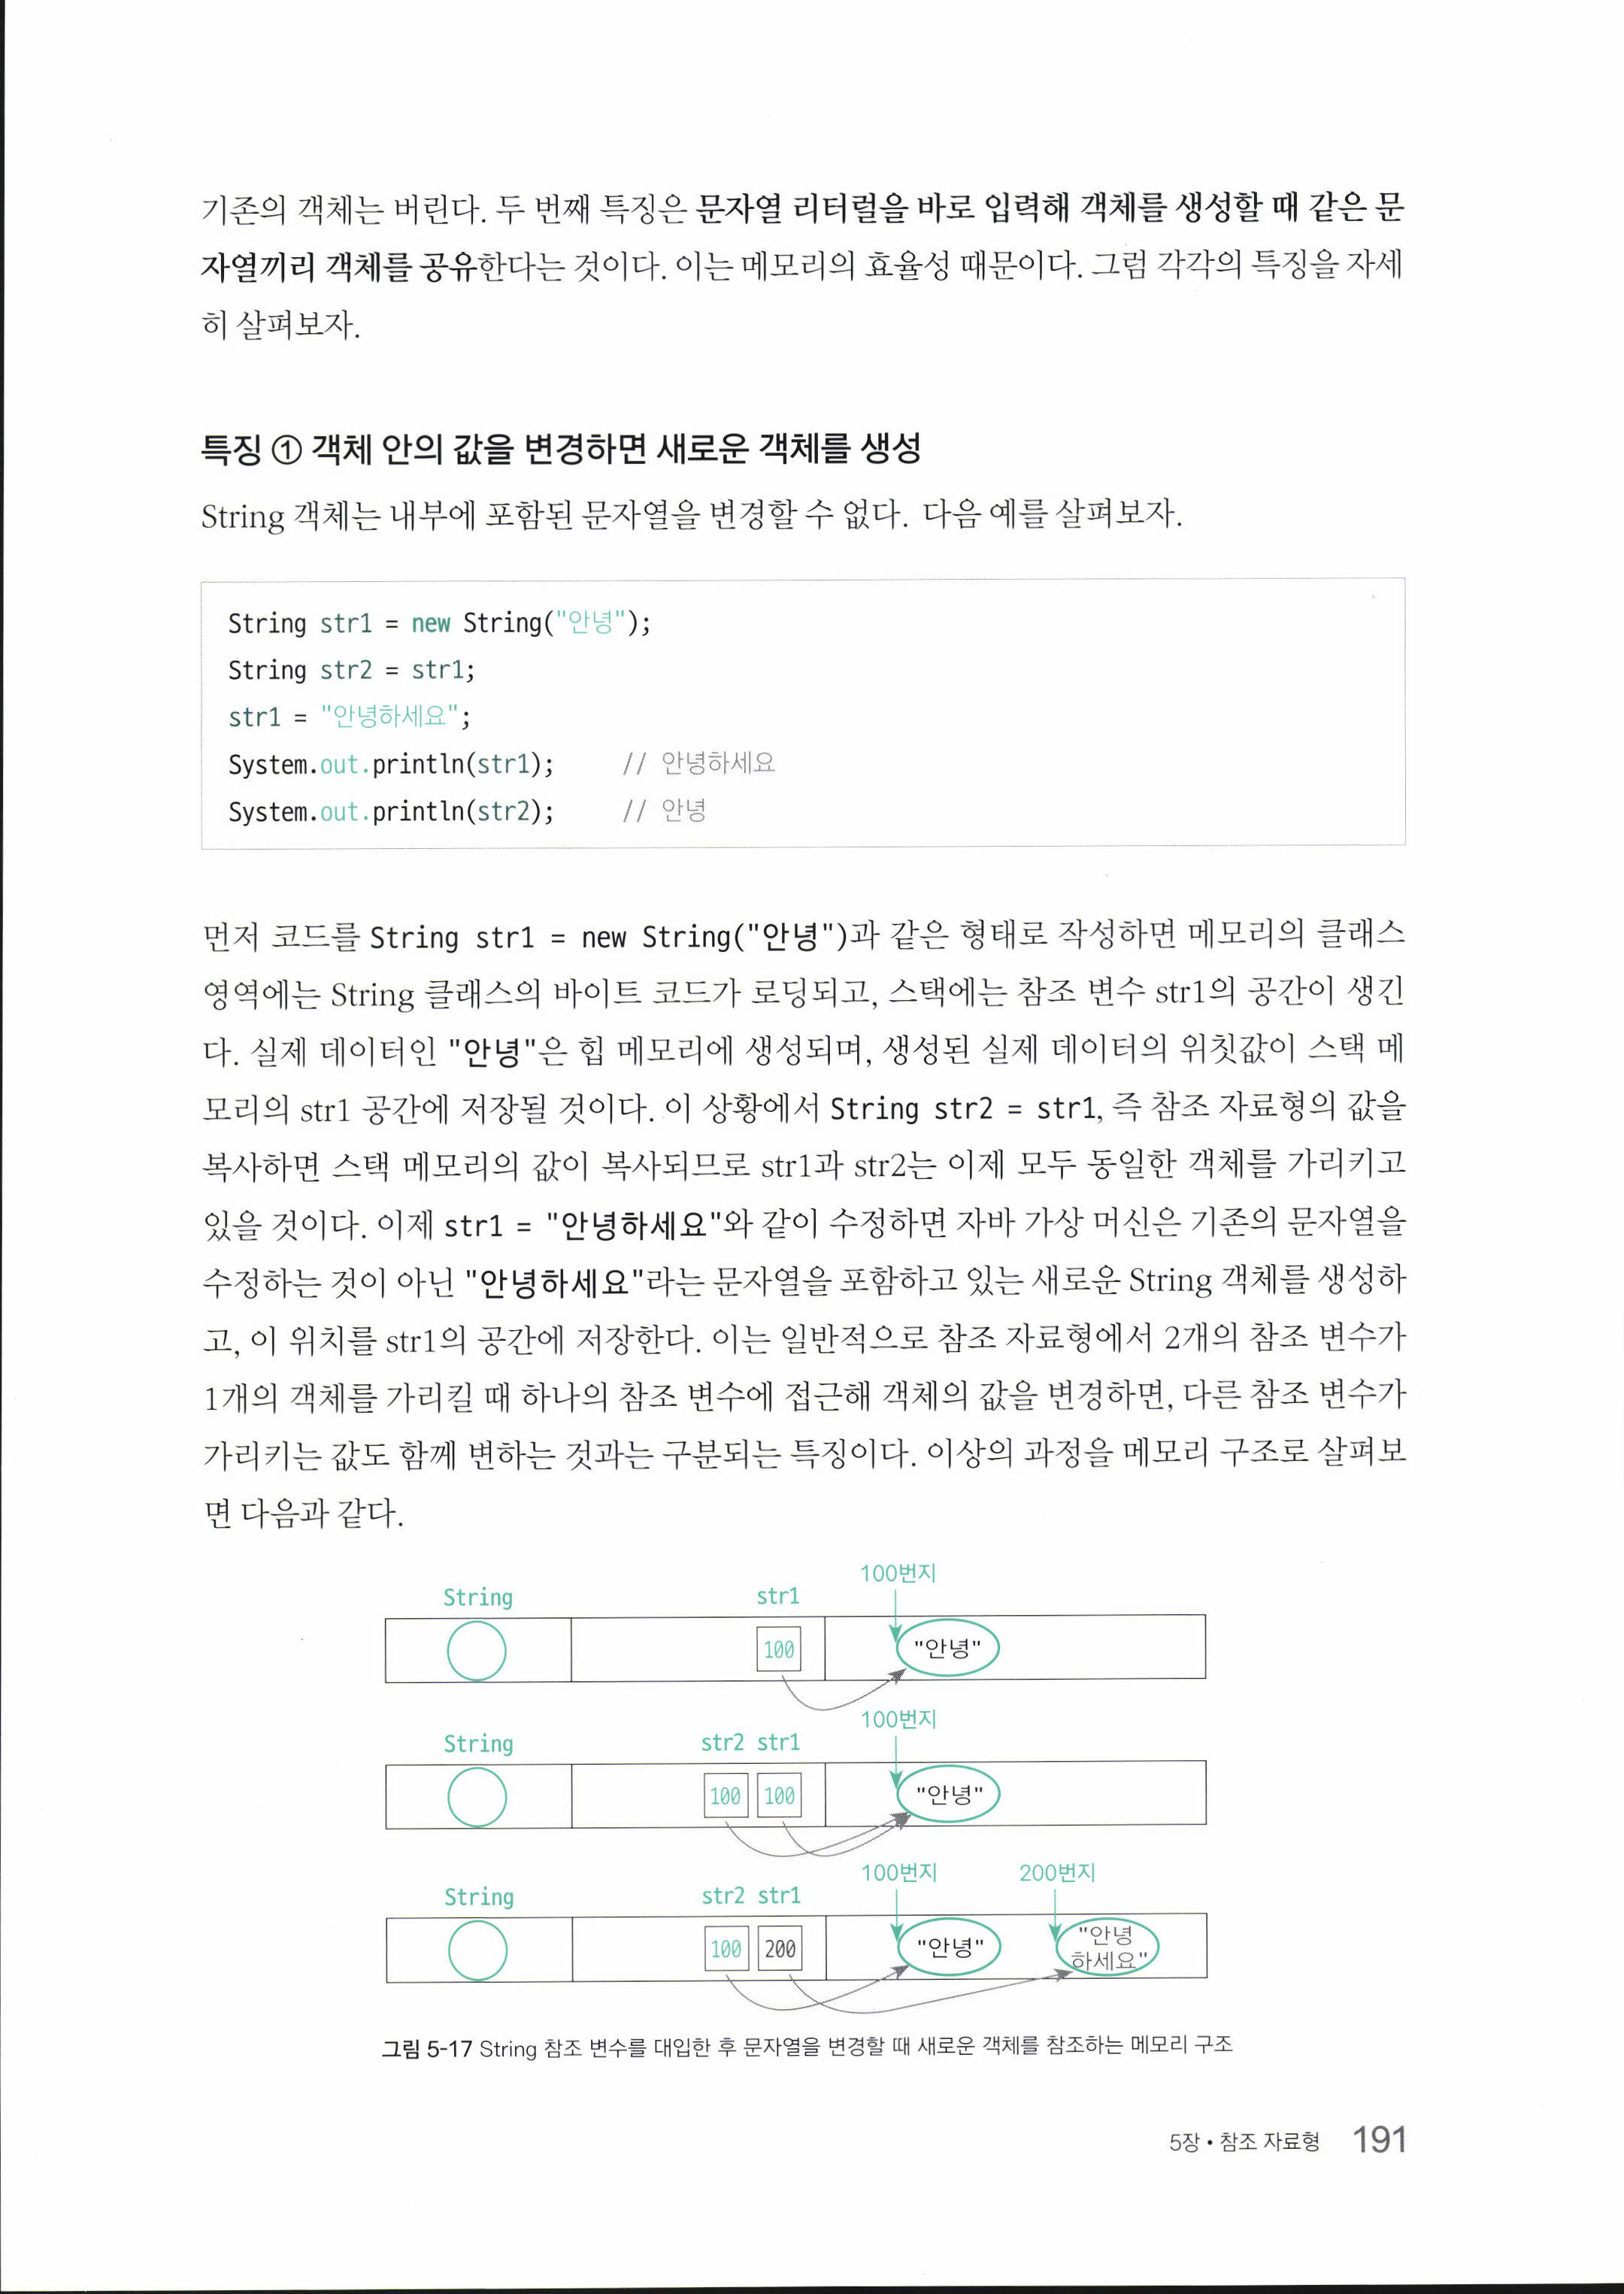 기존의 객체는 버린다. 두 번째 특징은 문자열 리터럴을 바로 입력해 객체를 생성할 때 같은 문
자열끼리 객체를 공유한다는 것이다. 이는 메모리의 효율성 때문이다. 그럼 각각의 특징을 자세
히 살펴보자.
특징 ① 객체 안의 값을 변경하면 새로운 객체를 생성
String 객체는 내부에 포함된 문자열을 변경할 수 없다. 다음 예를 살펴보자.
String str1 = new String("안녕");
String str2 = str1;
str1 = "안녕하세요";
System.out.println(str1); // 안녕하세요
System.out.println(str2); // 안녕
먼저 코드를 String str1 = new String("안녕")과 같은 형태로 작성하면 메모리의 클래스
영역에는 String 클래스의 바이트 코드가 로딩되고, 스택에는 참조 변수 str1의 공간이 생긴
다. 실제 데이터인 "안녕"은 힙 메모리에 생성되며, 생성된 실제 데이터의 위칫값이 스택 메
모리의 str1 공간에 저장될 것이다. 이 상황에서 String str2 = str1, 즉 참조 자료형의 값을
복사하면 스택 메모리의 값이 복사되므로 str1과 str2는 이제 모두 동일한 객체를 가리키고
있을 것이다. 이제 str1 = "안녕하세요"와 같이 수정하면 자바 가상 머신은 기존의 문자열을
수정하는 것이 아닌 "안녕하세요"라는 문자열을 포함하고 있는 새로운 String 객체를 생성하
고, 이 위치를 str1의 공간에 저장한다. 이는 일반적으로 참조 자료형에서 2개의 참조 변수가
1개의 객체를 가리킬 때 하나의 참조 변수에 접근해 객체의 값을 변경하면, 다른 참조 변수가
가리키는 값도 함께 변하는 것과는 구분되는 특징이다. 이상의 과정을 메모리 구조로 살펴보
면 다음과 같다.
100번지
String str1
100 "안녕"
100번지
String str2 str1
100 100 "안녕"
100번지 200번지
String str2 str1
100 200 "안녕" "안녕
하세요"
그림 5-17 String 참조 변수를 대입한 후 문자열을 변경할 때 새로운 객체를 참조하는 메모리 구조
5장 • 참조 자료형 191